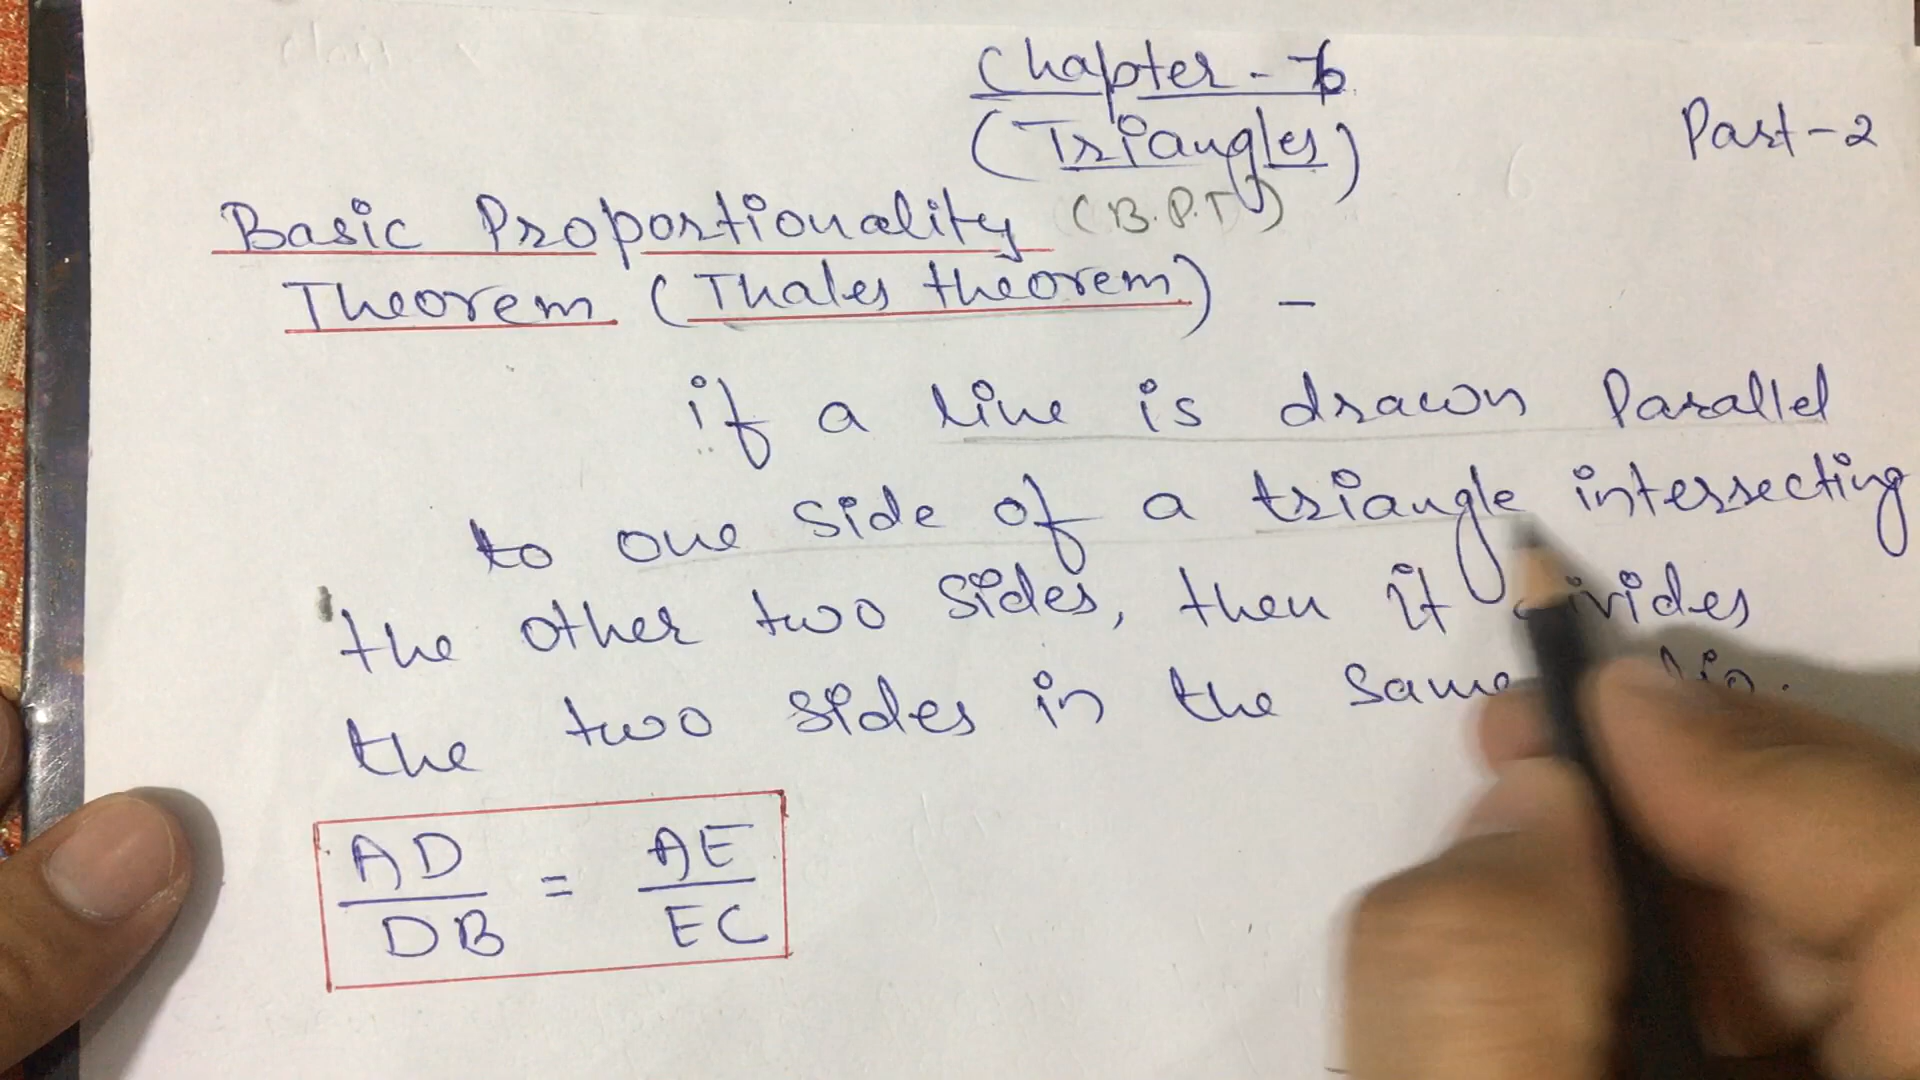 Chapter - 6
(Triangles)
Part-2
Basic Proportionality (B.P.T)
Theorem (Thales theorem) -
if a line is drawn Parallel
to one side of a triangle intersecting
the other two sides, then it divides
the two sides in the same
AD/DB = AE/EC